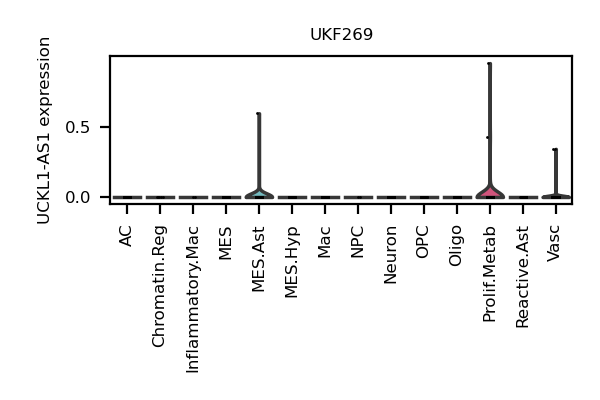 UKF269
UCKL1-AS1 expression
0.5
0.0
AC
Chromatin.Reg
Inflammatory.Mac
MES
MES.Ast
MES.Hyp
Mac
NPC
Neuron
OPC
Oligo
Prolif.Metab
Reactive.Ast
Vasc